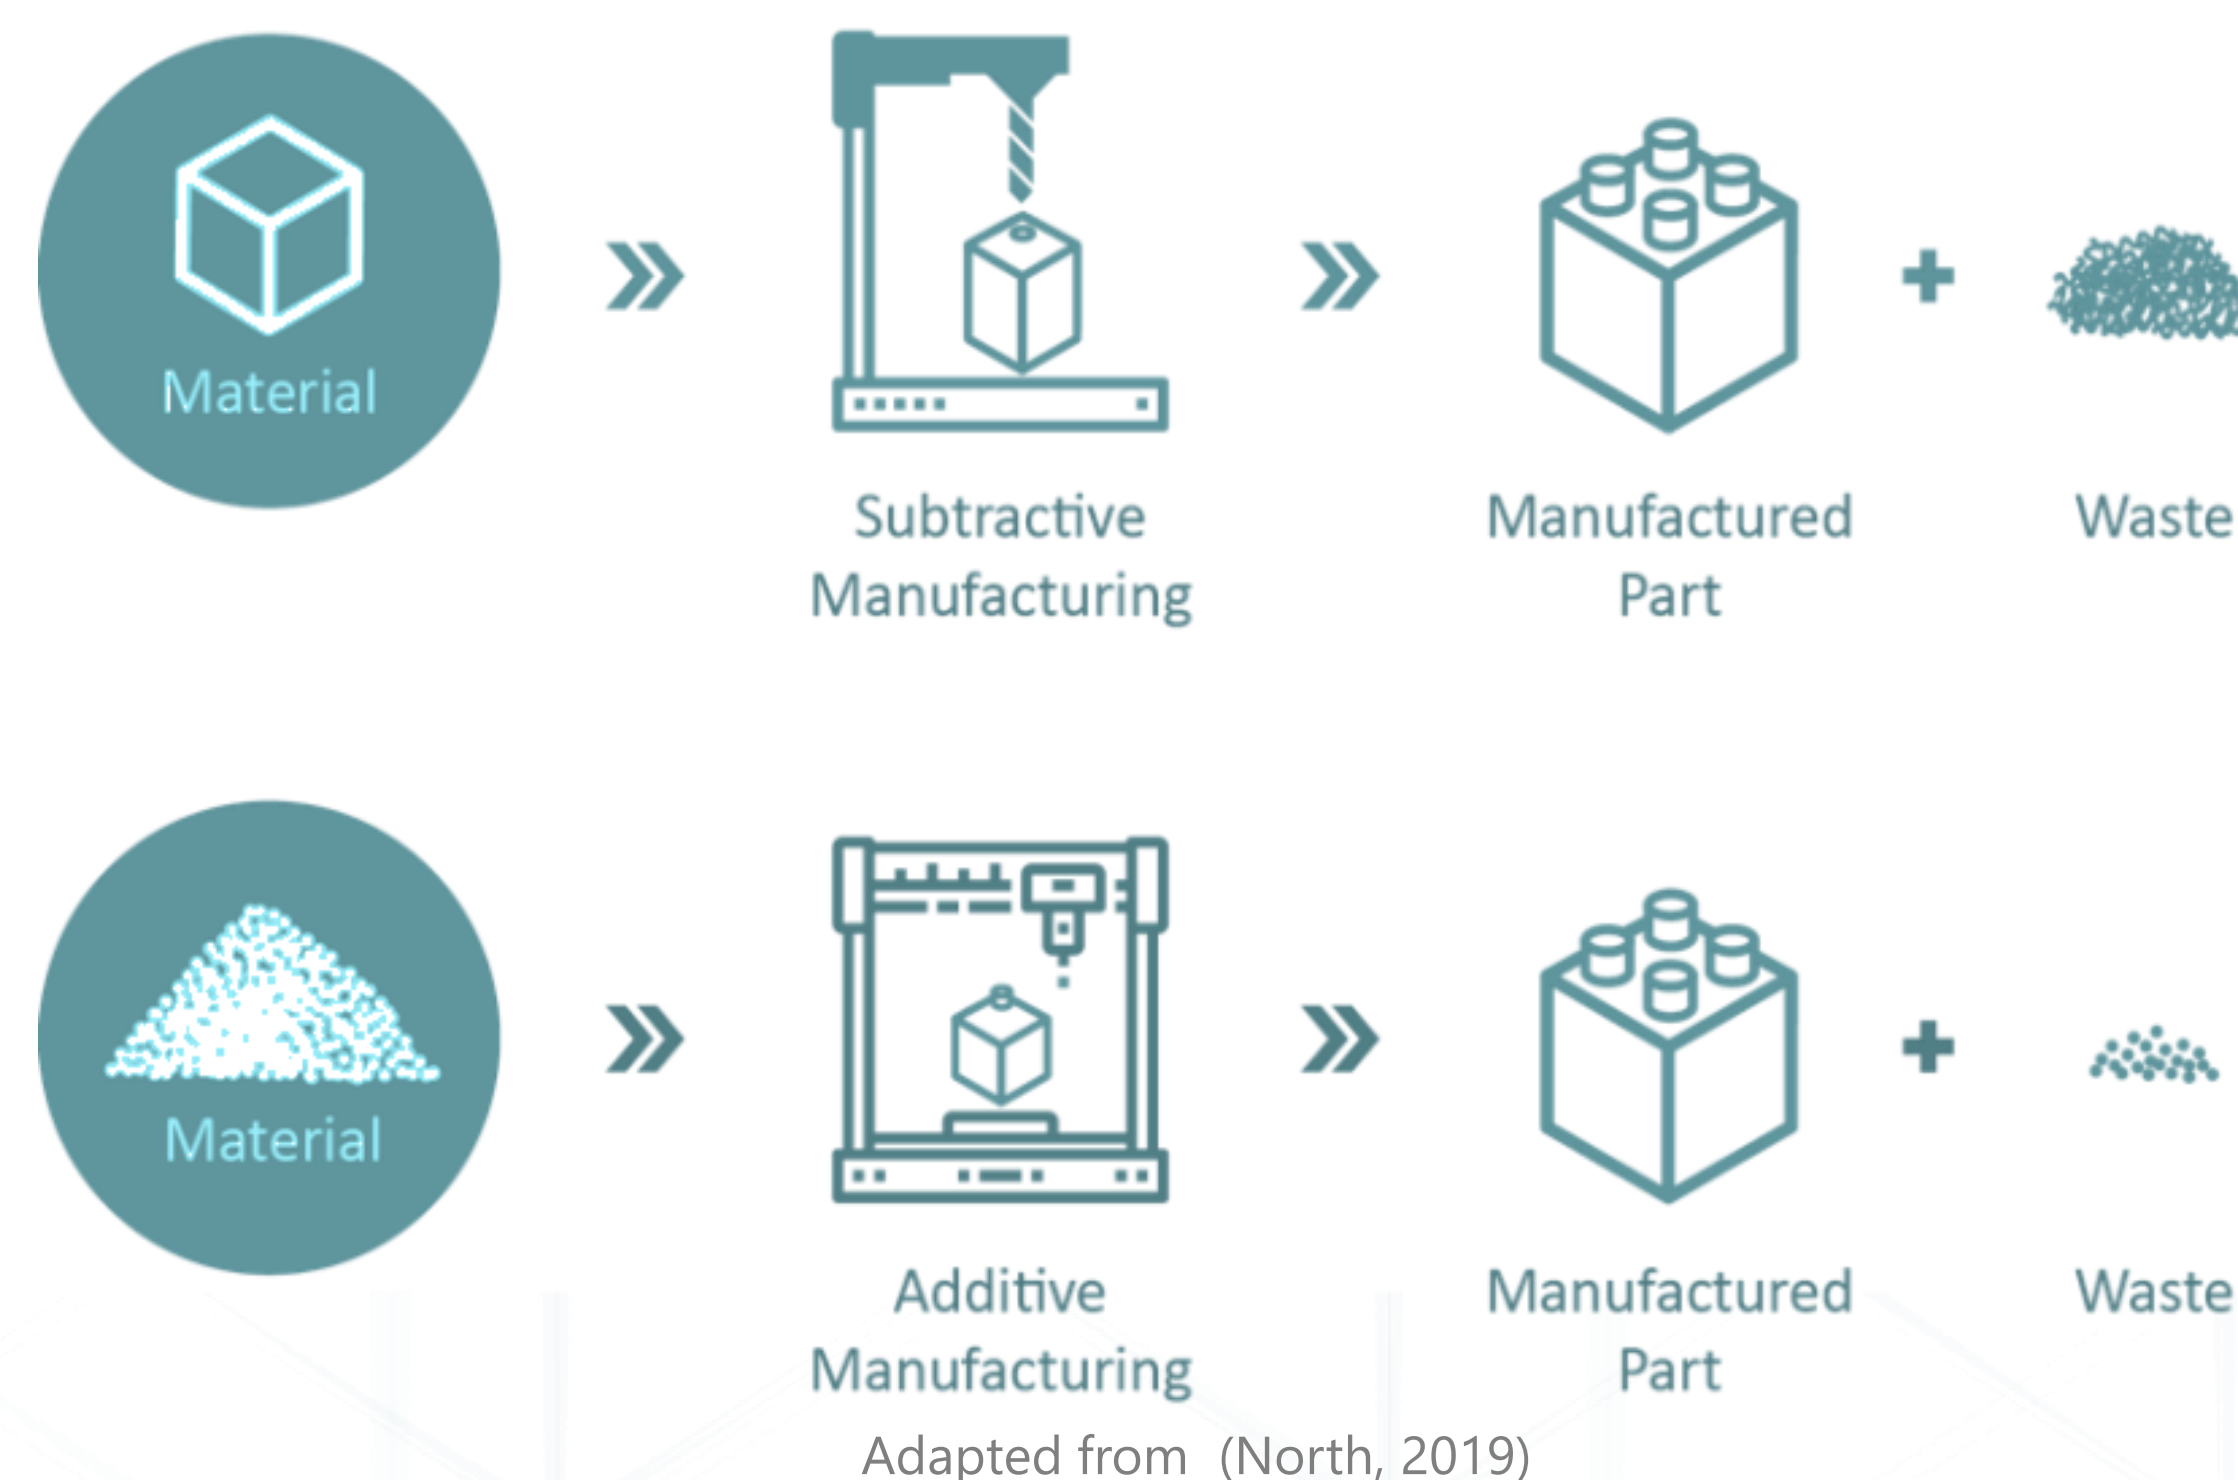 Material
Subtractive
Manufacturing
Manufactured
Part
Waste
Material
Additive
Manufacturing
Manufactured
Part
Waste
Adapted from  (North, 2019)